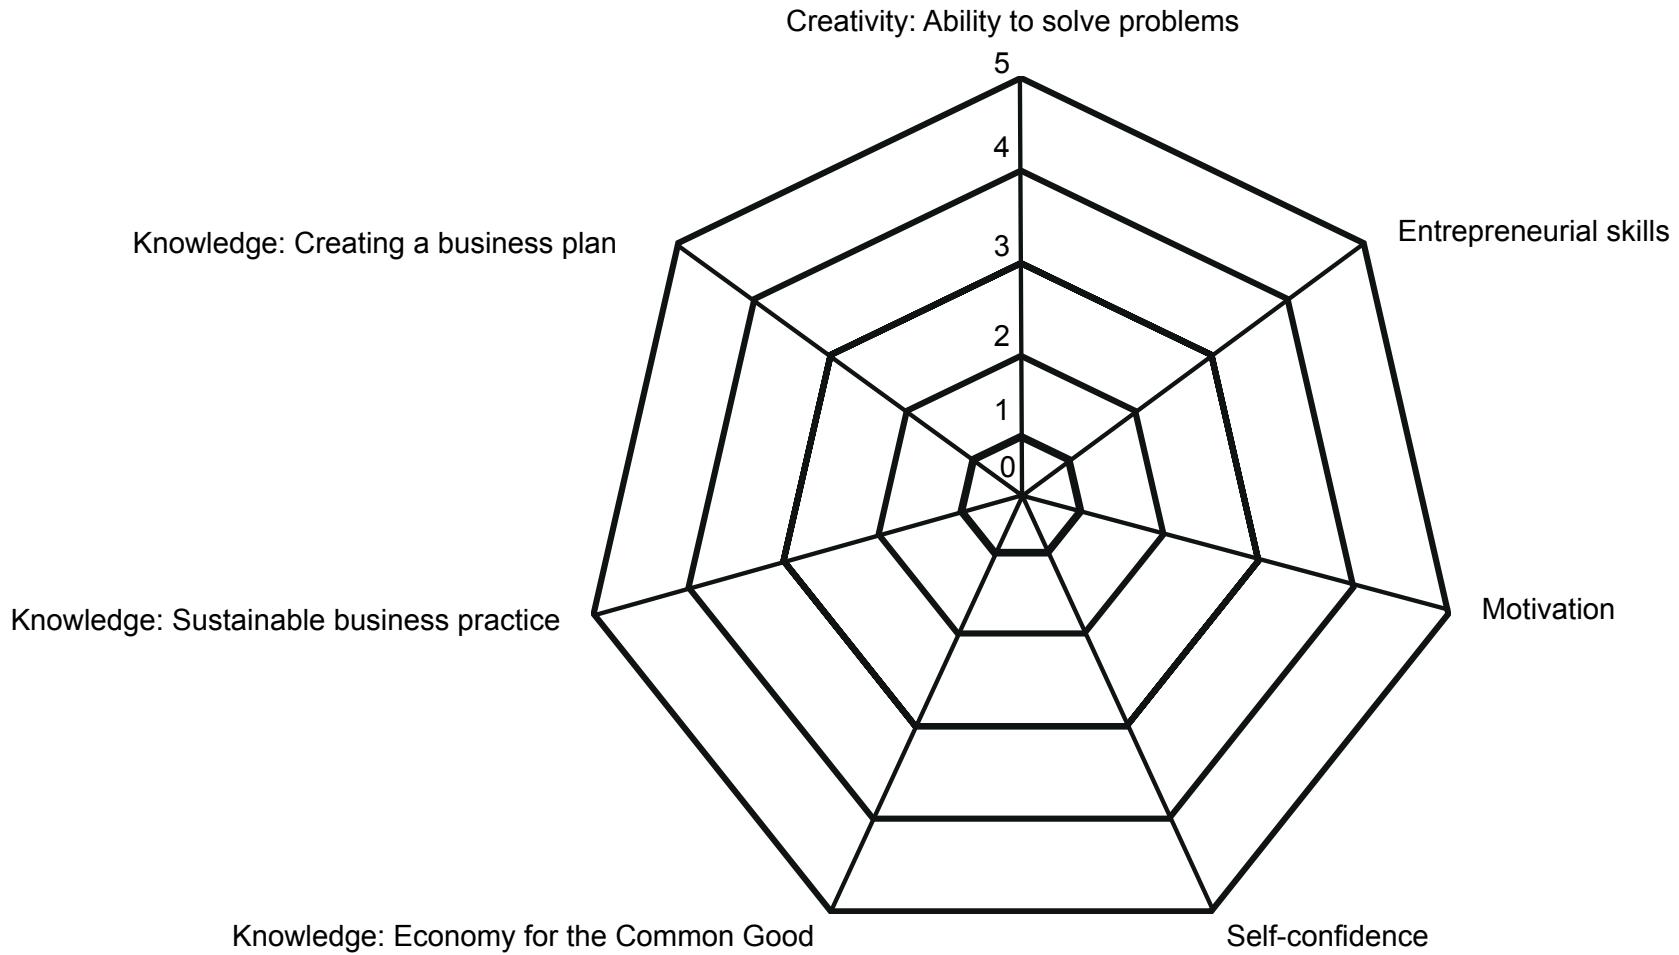 Creativity: Ability to solve problems
5
4
Entrepreneurial skills
Knowledge: Creating a business plan
3
2
1
0
Motivation
Knowledge: Sustainable business practice
Knowledge: Economy for the Common Good
Self-confidence